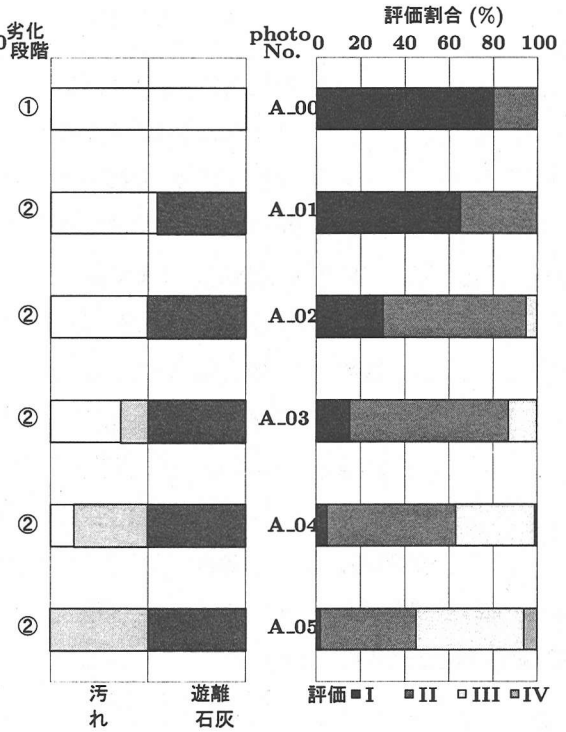 劣化
段階
photo
No.
評価割合 (%)
0 20 40 60 80 100
① A_00
② A_01
② A_02
② A_03
② A_04
② A_05
汚
れ
遊離
石灰
評価 I II III IV